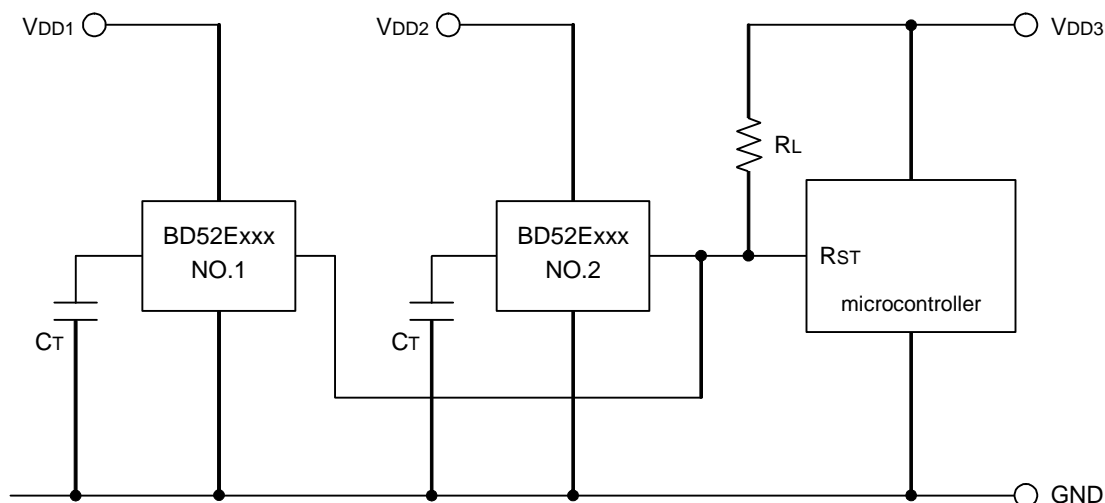 VDD1
VDD2
VDD3
RL
BD52Exxx
NO.1
BD52Exxx
NO.2
RST
microcontroller
CT
CT
GND